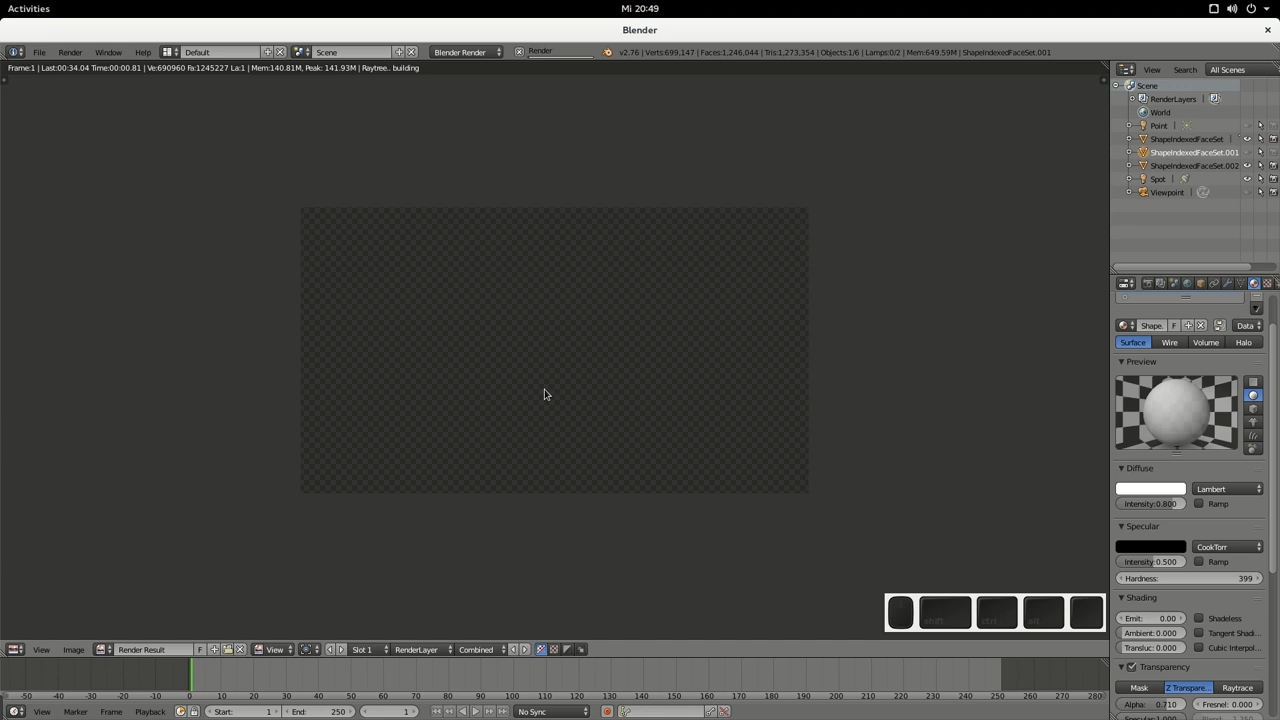 Activities
Mi 20:49
Blender
File
Render
Window
Help
Default
Scene
Blender Render
Render
v2.76 | Verts:699,147 | Faces:1,246,044 | Tris:1,273,354 | Objects:1/6 | Lamps:0/2 | Mem:649.59M | ShapeIndexedFaceSet.001
Frame:1 | Last:00:34.04 Time:00:00.81 | Ve:690960 Fa:1245227 La:1 | Mem:140.81M, Peak: 141.93M | Raytree.. building
View
Search
All Scenes
Scene
RenderLayers
World
Point
ShapeIndexedFaceSet
ShapeIndexedFaceSet.001
ShapeIndexedFaceSet.002
Spot
Viewpoint
Shape.
F
Data
Surface
Wire
Volume
Halo
Preview
Diffuse
Lambert
Intensity:0.800
Ramp
Specular
CookTorr
Intensity:0.500
Ramp
Hardness: 399
Shading
Emit: 0.00
Shadeless
Ambient: 0.000
Tangent Shadi...
Transluc: 0.000
Cubic Interpol...
Transparency
Mask
Z Transpare...
Raytrace
Alpha: 0.710
Fresnel: 0.000
shift
ctrl
alt
View
Image
Render Result
F
View
Slot 1
RenderLayer
Combined
-50 -40 -30 -20 -10 0 10 20 30 40 50 60 70 80 90 100 110 120 130 140 150 160 170 180 190 200 210 220 230 240 250 260 270 280
View
Marker
Frame
Playback
Start: 1
End: 250
1
No Sync